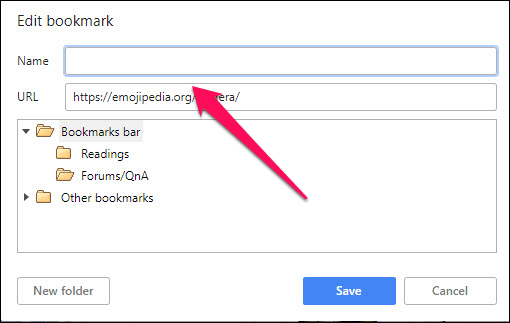 Edit bookmark
Name
URL https://emojipedia.org/ era/
Bookmarks bar
Readings
Forums/QnA
Other bookmarks
New folder Save Cancel